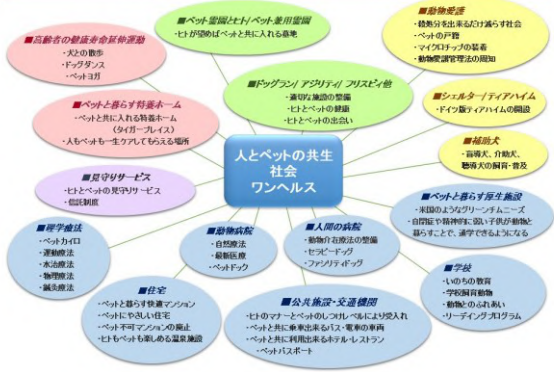 ■ペット霊園とヒト/ペット兼用霊園
・ヒトが望めばペットと共に入れる墓地
■動物愛護
・殺処分を出来るだけ減らす社会
・ペットの戸籍
・マイクロチップの装着
・動物愛護管理法の周知
■高齢者の健康寿命延伸運動
・犬との散歩
・ドッグダンス
・ペットヨガ
■ドッグラン/アジリティ/フリスビィ他
・適切な施設の整備
・ヒトとペットの健康
・ヒトとペットの出会い
■シェルター/ティアハイム
・ドイツ版ティアハイムの開設
■ペットと暮らす特養ホーム
・ペットと共に入れる特養ホーム
(タイガープレイス)
・人もペットも一生ケアしてもらえる場所
人とペットの共生
社会
ワンヘルス
■補助犬
・盲導犬、介助犬、
聴導犬の飼育・普及
■見守りサービス
・ヒトとペットの見守りサービス
・信託制度
■ペットと暮らす厚生施設
・米国のようなグリーンチムニーズ
・自閉症や精神的に弱い子供が動物と
暮らすことで、通学できるようになる
■理学療法
・ペットカイロ
・運動療法
・水治療法
・物理療法
・鍼灸療法
■動物病院
・自然療法
・最新医療
・ペットドック
■人間の病院
・動物介在療法の整備
・セラピードッグ
・ファシリティドッグ
■学校
・いのちの教育
・学校飼育動物
・動物とのふれあい
・リーディングプログラム
■住宅
・ペットと暮らす快適マンション
・ペットにやさしい住宅
・ペット不可マンションの廃止
・ヒトもペットも楽しめる温泉施設
■公共施設・交通機関
・ヒトのマナーとペットのしつけレベルにより受入れ
・ペットと共に乗車出来るバス・電車の車両
・ペットと共に利用出来るホテル・レストラン
・ペットパスポート